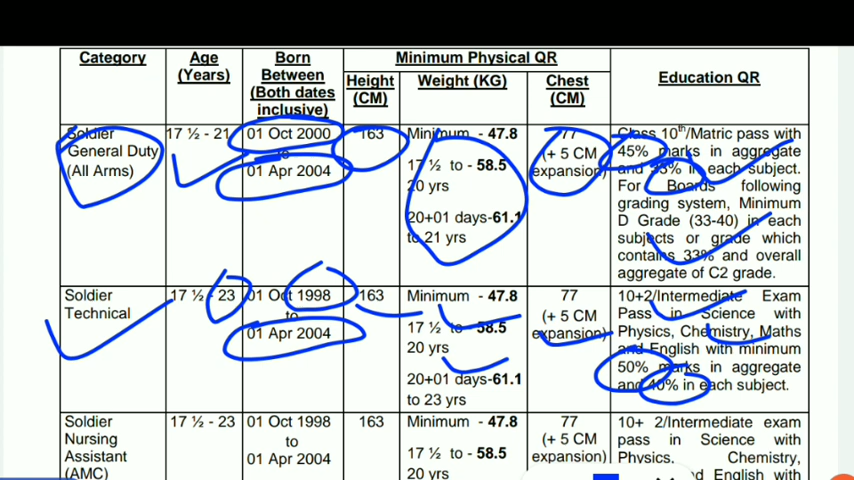 Category
Age
(Years)
Born
Between
(Both dates
inclusive)
Minimum Physical QR
Height
(CM)
Weight (KG)
Chest
(CM)
Education QR
Soldier
General Duty
(All Arms)
17 ½ - 21
01 Oct 2000
to
01 Apr 2004
163
Minimum - 47.8
17 ½ to - 58.5
20 yrs
20+01 days-61.1
to 21 yrs
77
(+ 5 CM
expansion)
Class 10th/Matric pass with
45% marks in aggregate
and 33% in each subject.
For Boards following
grading system, Minimum
D Grade (33-40) in each
subjects or grade which
contains 33% and overall
aggregate of C2 grade.
Soldier
Technical
17 ½ - 23
01 Oct 1998
to
01 Apr 2004
163
Minimum - 47.8
17 ½ to - 58.5
20 yrs
20+01 days-61.1
to 23 yrs
77
(+ 5 CM
expansion)
10+2/Intermediate Exam
Pass in Science with
Physics, Chemistry, Maths
and English with minimum
50% marks in aggregate
and 40% in each subject.
Soldier
Nursing
Assistant
(AMC)
17 ½ - 23
01 Oct 1998
to
01 Apr 2004
163
Minimum - 47.8
17 ½ to - 58.5
20 yrs
77
(+ 5 CM
expansion)
10+ 2/Intermediate exam
pass in Science with
Physics, Chemistry,
and English with